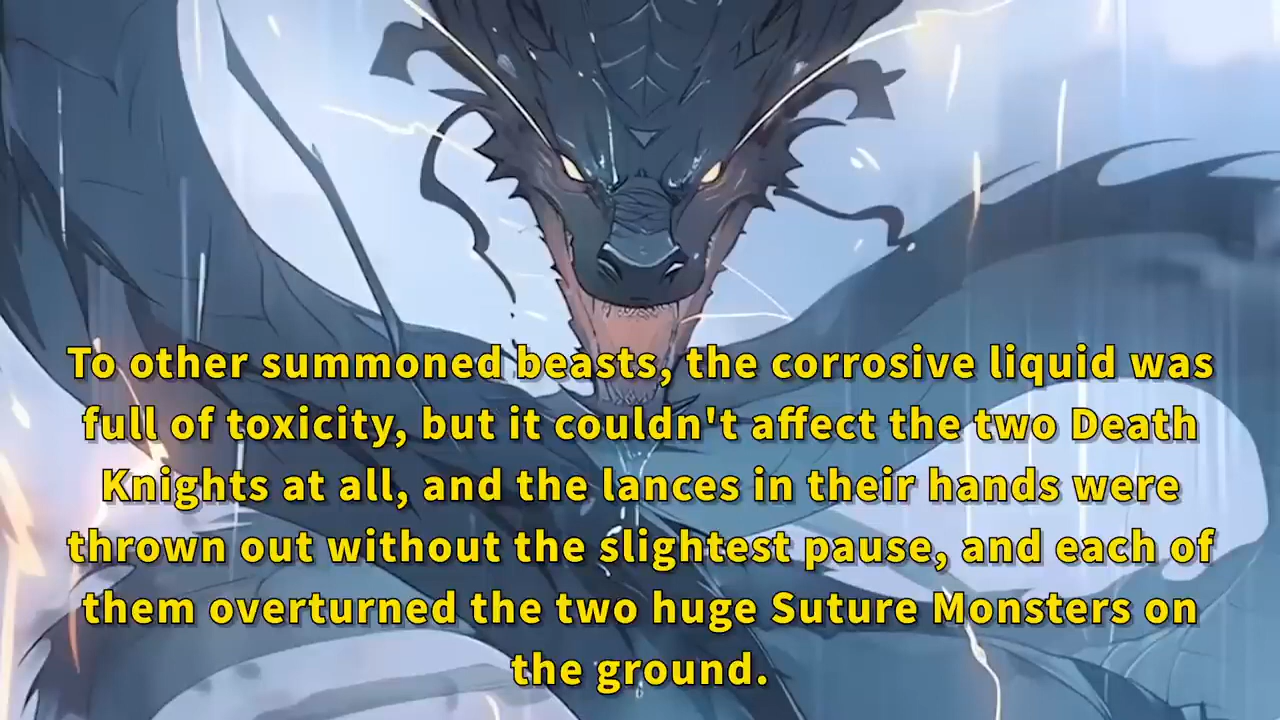 To other summoned beasts, the corrosive liquid was
full of toxicity, but it couldn't affect the two Death
Knights at all, and the lances in their hands were
thrown out without the slightest pause, and each of
them overturned the two huge Suture Monsters on
the ground.